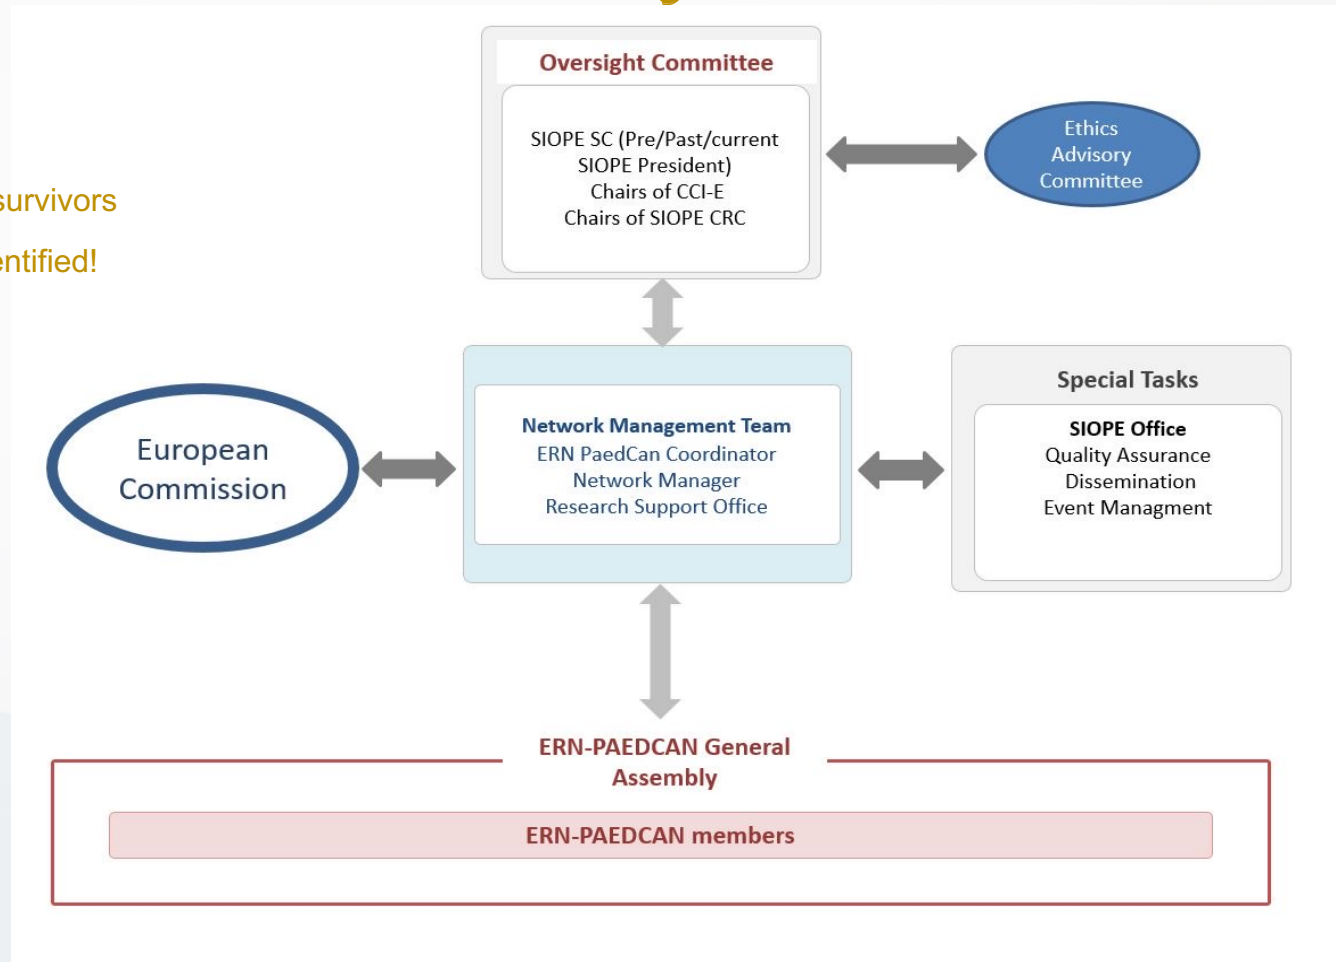 Oversight Committee
SIOPE SC (Pre/Past/current
SIOPE President)
Chairs of CCI-E
Chairs of SIOPE CRC
Ethics
Advisory
Committee
survivors
entified!
European
Commission
Network Management Team
ERN PaedCan Coordinator
Network Manager
Research Support Office
Special Tasks
SIOPE Office
Quality Assurance
Dissemination
Event Managment
ERN-PAEDCAN General
Assembly
ERN-PAEDCAN members